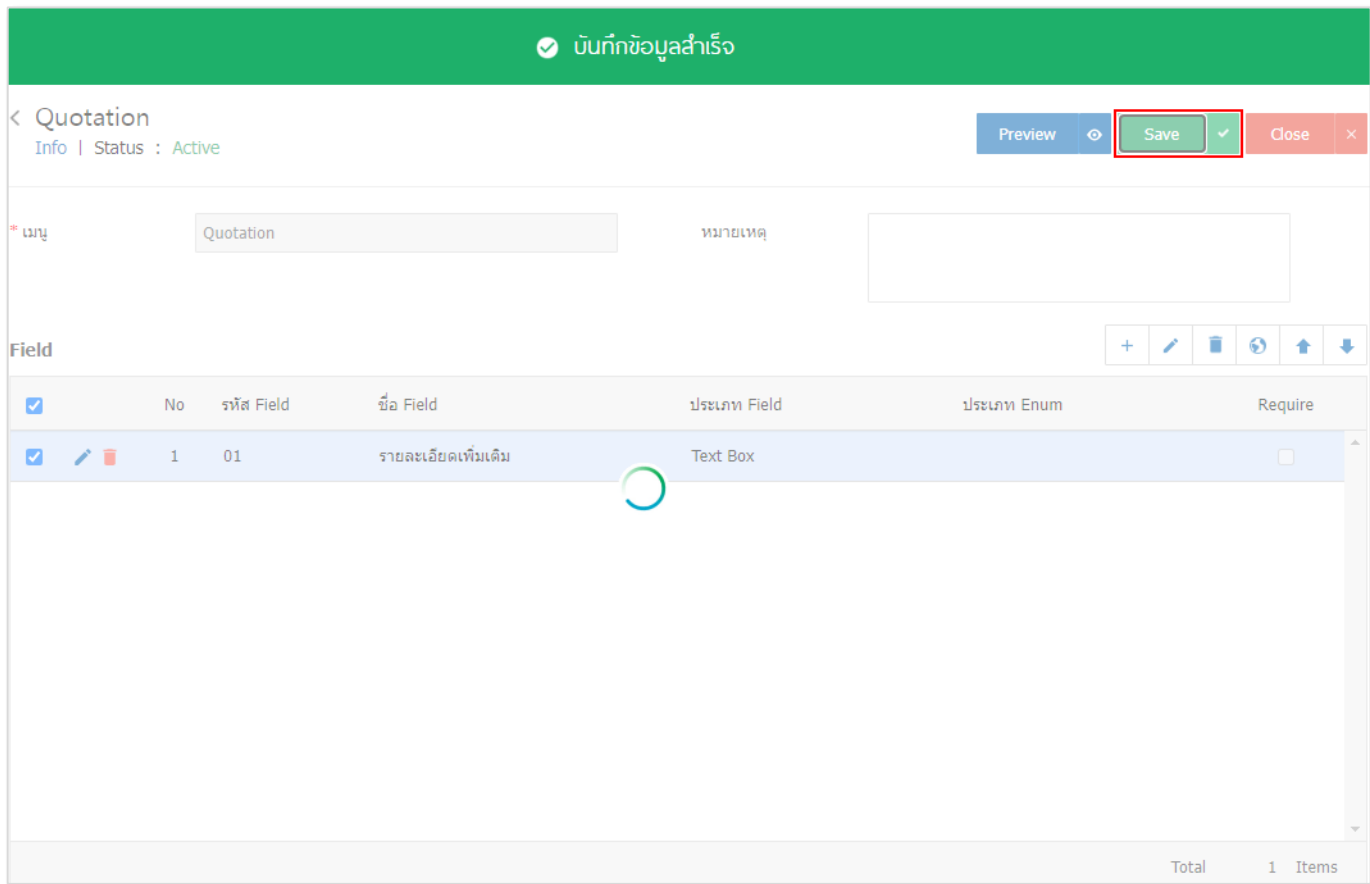 บันทึกข้อมูลสำเร็จ
Quotation
Info | Status : Active
Preview Save Close
* เมนู Quotation หมายเหตุ
Field
No รหัส Field ชื่อ Field ประเภท Field ประเภท Enum Require
1 01 รายละเอียดเพิ่มเติม Text Box
Total 1 Items